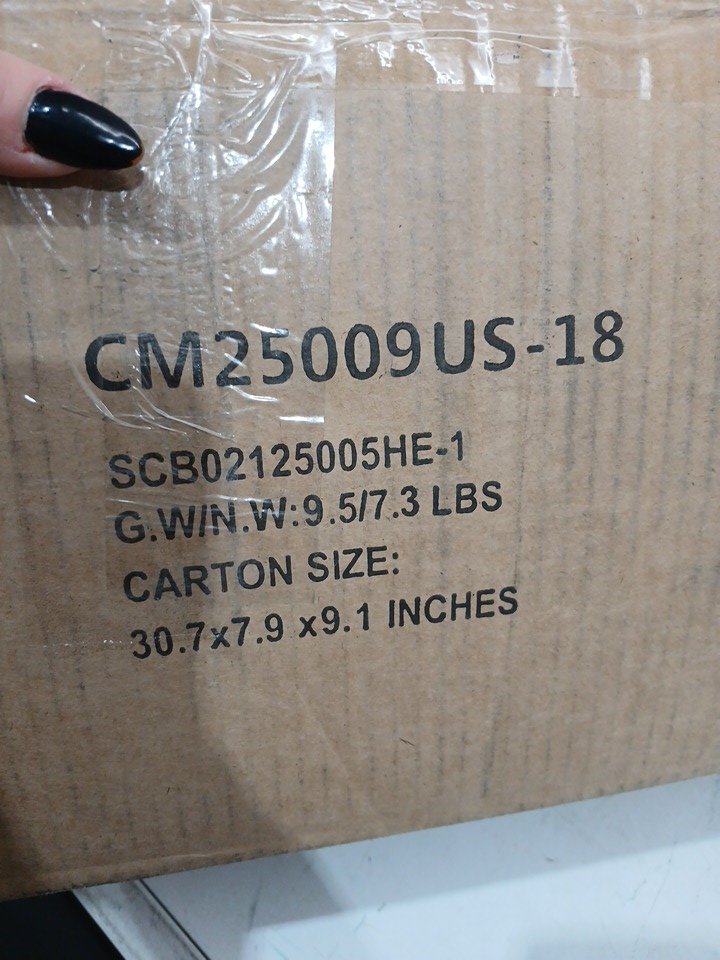 CM25009US-18
SCB02125005HE-1
G.W/N.W:9.5/7.3 LBS
CARTON SIZE:
30.7x7.9 x9.1 INCHES